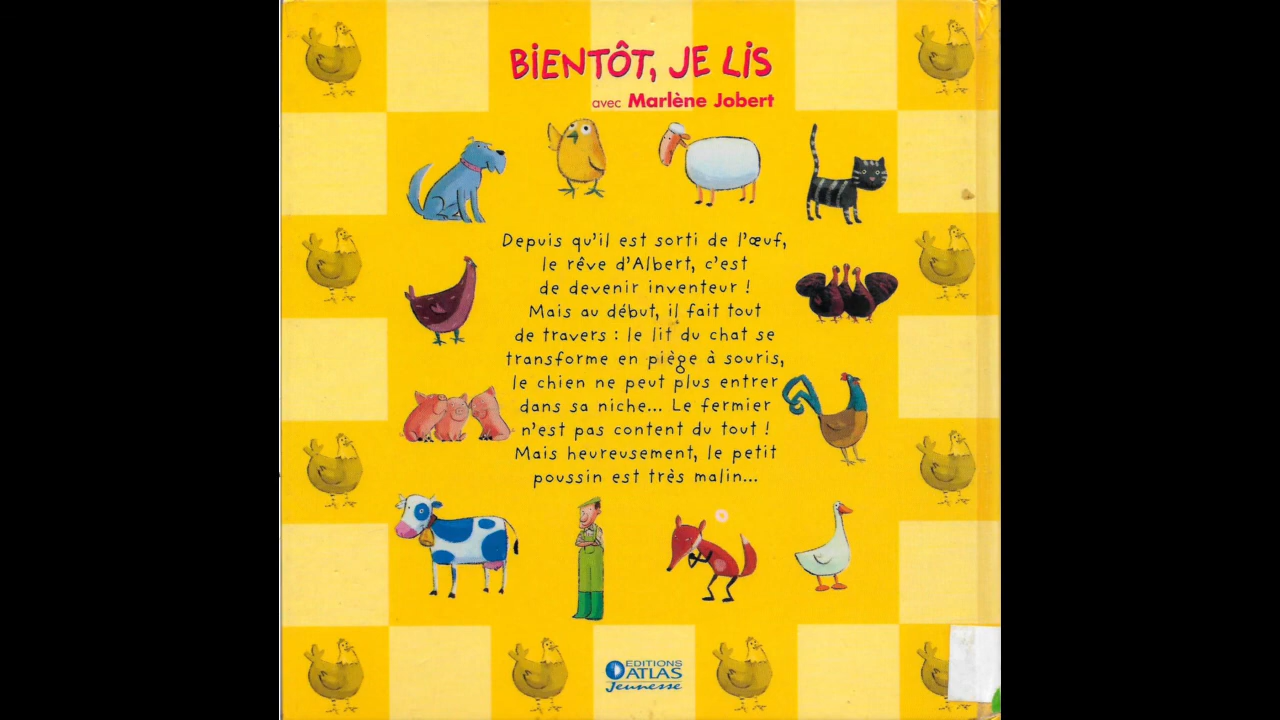 BIENTÔT, JE LIS
avec Marlène Jobert
Depuis qu'il est sorti de l'œuf,
le rêve d'Albert, c'est
de devenir inventeur !
Mais au début, il fait tout
de travers : le lit du chat se
transforme en piège à souris,
le chien ne peut plus entrer
dans sa niche... Le fermier
n'est pas content du tout !
Mais heureusement, le petit
poussin est très malin...
EDITIONS
ATLAS
Jeunesse